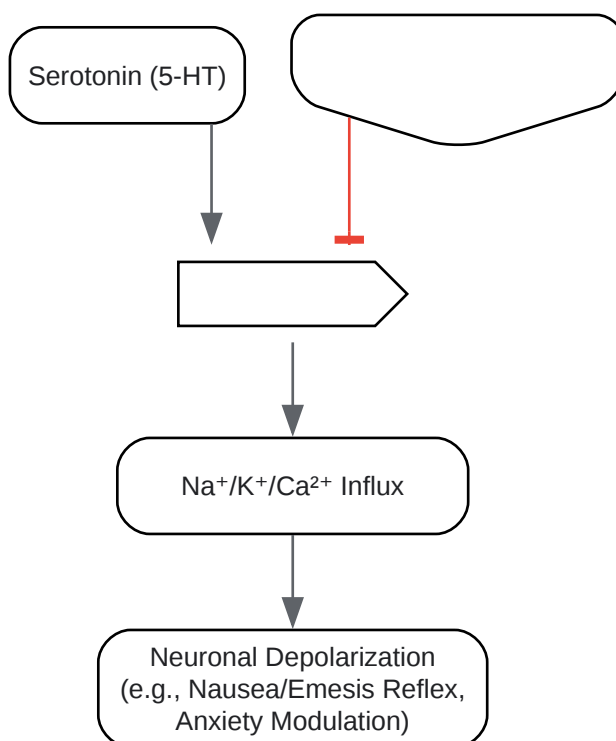 Serotonin (5-HT)
Na⁺/K⁺/Ca²⁺ Influx
Neuronal Depolarization
(e.g., Nausea/Emesis Reflex,
Anxiety Modulation)